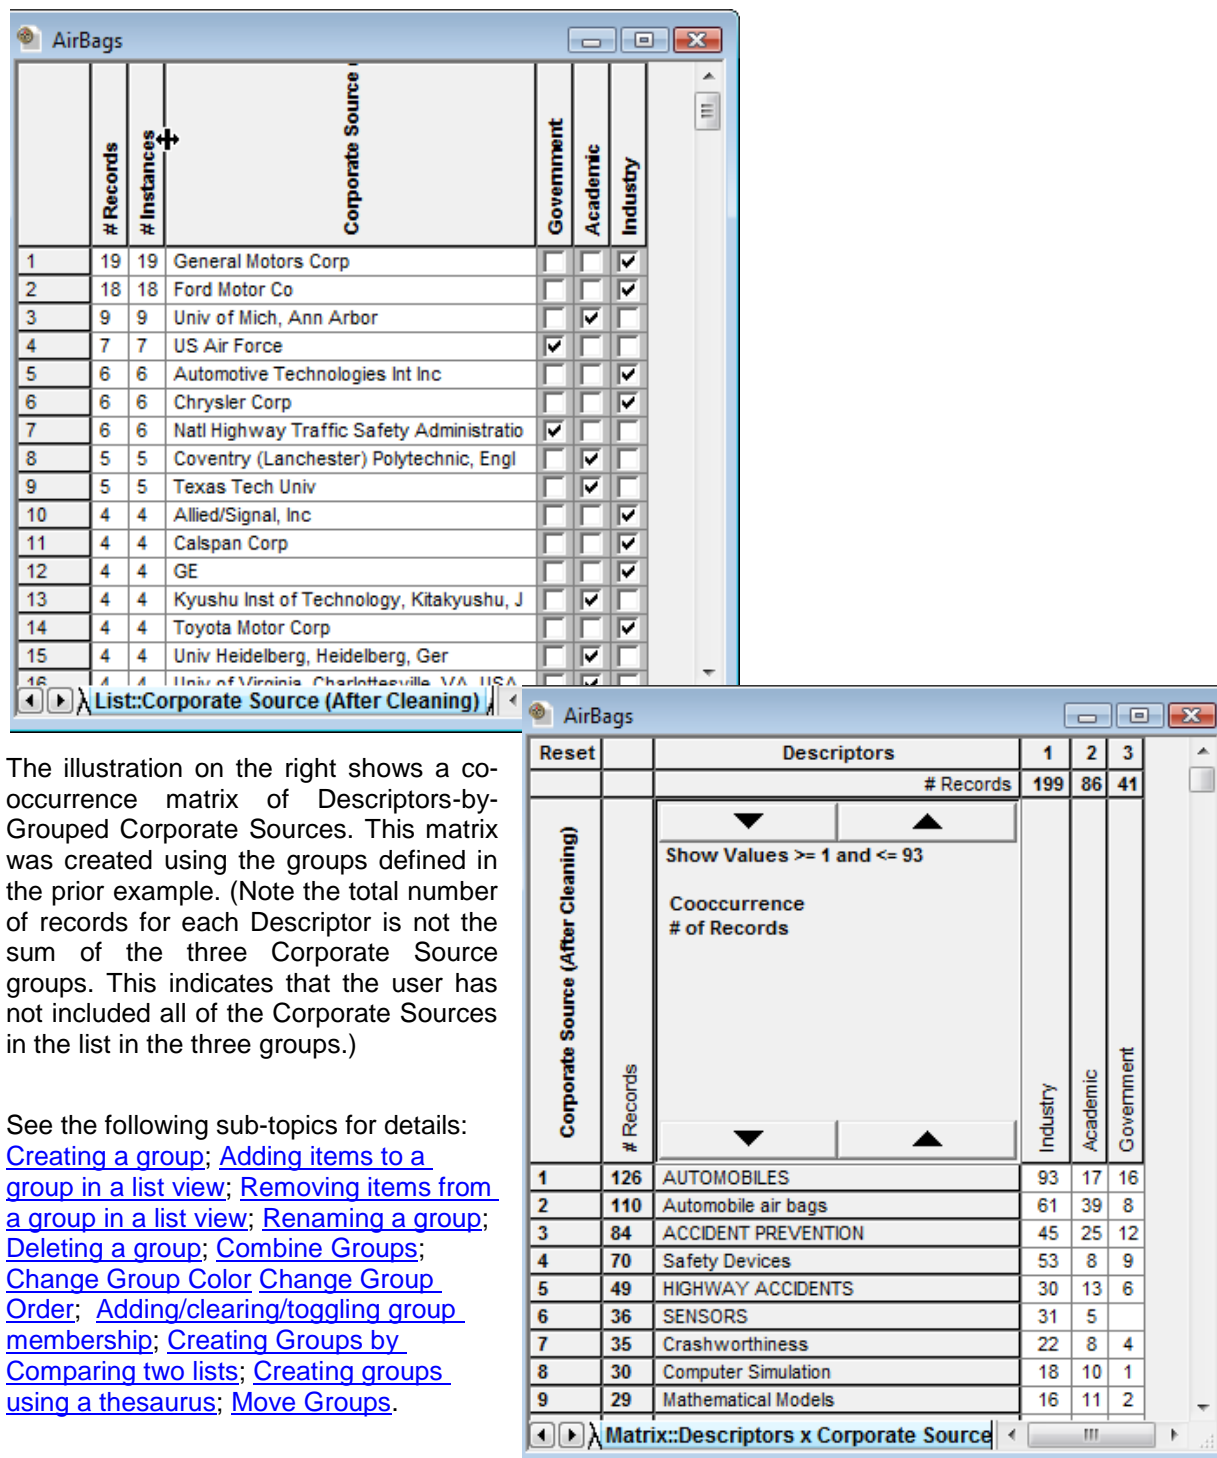 AirBags
# Records
# Instances
Corporate Source
Government
Academic
Industry
1 19 19 General Motors Corp
2 18 18 Ford Motor Co
3 9 9 Univ of Mich, Ann Arbor
4 7 7 US Air Force
5 6 6 Automotive Technologies Int Inc
6 6 6 Chrysler Corp
7 6 6 Natl Highway Traffic Safety Administratio
8 5 5 Coventry (Lanchester) Polytechnic, Engl
9 5 5 Texas Tech Univ
10 4 4 Allied/Signal, Inc
11 4 4 Calspan Corp
12 4 4 GE
13 4 4 Kyushu Inst of Technology, Kitakyushu, J
14 4 4 Toyota Motor Corp
15 4 4 Univ Heidelberg, Heidelberg, Ger
16 4 4 Univ of Virginia, Charlottesville, VA, USA
List::Corporate Source (After Cleaning)
The illustration on the right shows a co-
occurrence matrix of Descriptors-by-
Grouped Corporate Sources. This matrix
was created using the groups defined in
the prior example. (Note the total number
of records for each Descriptor is not the
sum of the three Corporate Source
groups. This indicates that the user has
not included all of the Corporate Sources
in the list in the three groups.)
See the following sub-topics for details:
Creating a group; Adding items to a
group in a list view; Removing items from
a group in a list view; Renaming a group;
Deleting a group; Combine Groups;
Change Group Color Change Group
Order; Adding/clearing/toggling group
membership; Creating Groups by
Comparing two lists; Creating groups
using a thesaurus; Move Groups.
AirBags
Reset Descriptors 1 2 3
# Records 199 86 41
Corporate Source (After Cleaning)
# Records
Show Values >= 1 and <= 93
Cooccurrence
# of Records
Industry
Academic
Government
1 126 AUTOMOBILES 93 17 16
2 110 Automobile air bags 61 39 8
3 84 ACCIDENT PREVENTION 45 25 12
4 70 Safety Devices 53 8 9
5 49 HIGHWAY ACCIDENTS 30 13 6
6 36 SENSORS 31 5
7 35 Crashworthiness 22 8 4
8 30 Computer Simulation 18 10 1
9 29 Mathematical Models 16 11 2
Matrix::Descriptors x Corporate Source